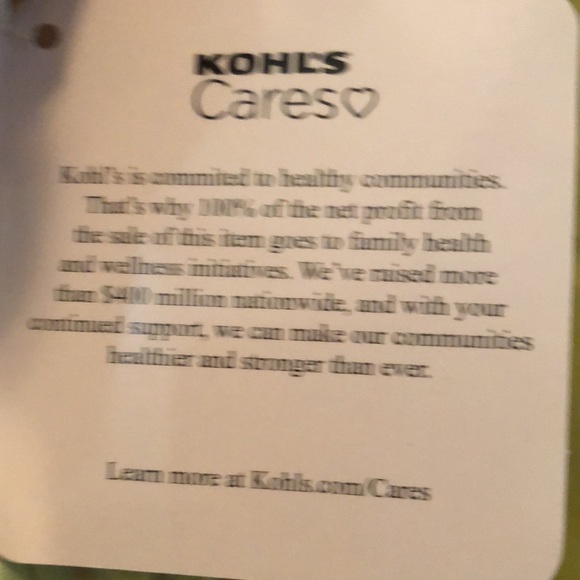 KOHL'S
Cares
Kohl's is commited to healthy communities.
That's why 100% of the net profit from
the sale of this item goes to family health
and wellness initiatives. We've raised more
than $400 million nationwide, and with your
continued support, we can make our communities
healthier and stronger than ever.
Learn more at Kohls.com/Cares